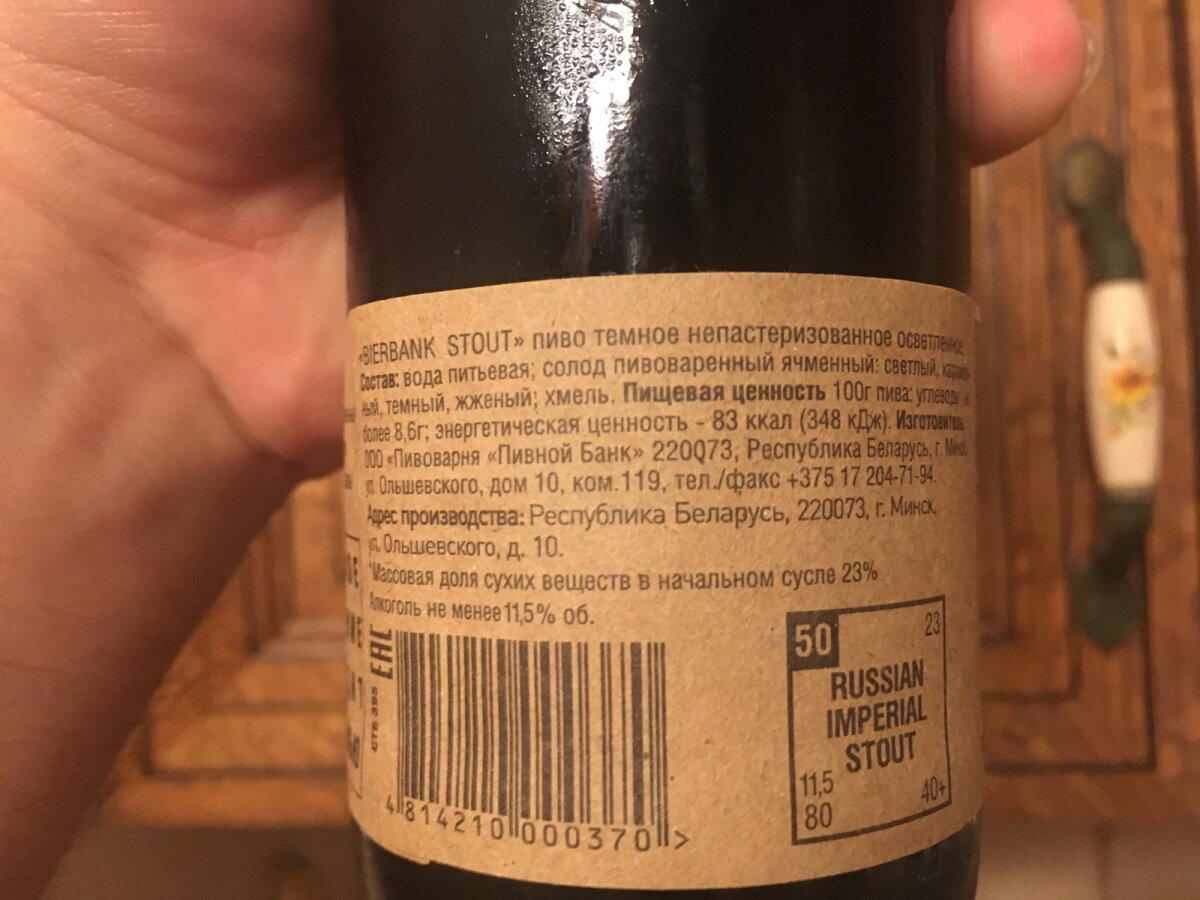 «BIERBANK STOUT» пиво темное непастеризованное осветленное
Состав: вода питьевая; солод пивоваренный ячменный: светлый,
ный, темный, жженый; хмель. Пищевая ценность 100г пива: углеводы
более 8,6г; энергетическая ценность - 83 ккал (348 кДж). Изготовитель:
ООО «Пивоварня «Пивной Банк» 220073, Республика Беларусь, г. Минск,
ул. Ольшевского, дом 10, ком.119, тел./факс +375 17 204-71-94.
Адрес производства: Республика Беларусь, 220073, г. Минск,
ул. Ольшевского, д. 10.
*Массовая доля сухих веществ в начальном сусле 23%
Алкоголь не менее 11,5% об.
EAC
СТБ 395
4 814210 000370 >
50 23
RUSSIAN
IMPERIAL
STOUT
11,5
80 40+